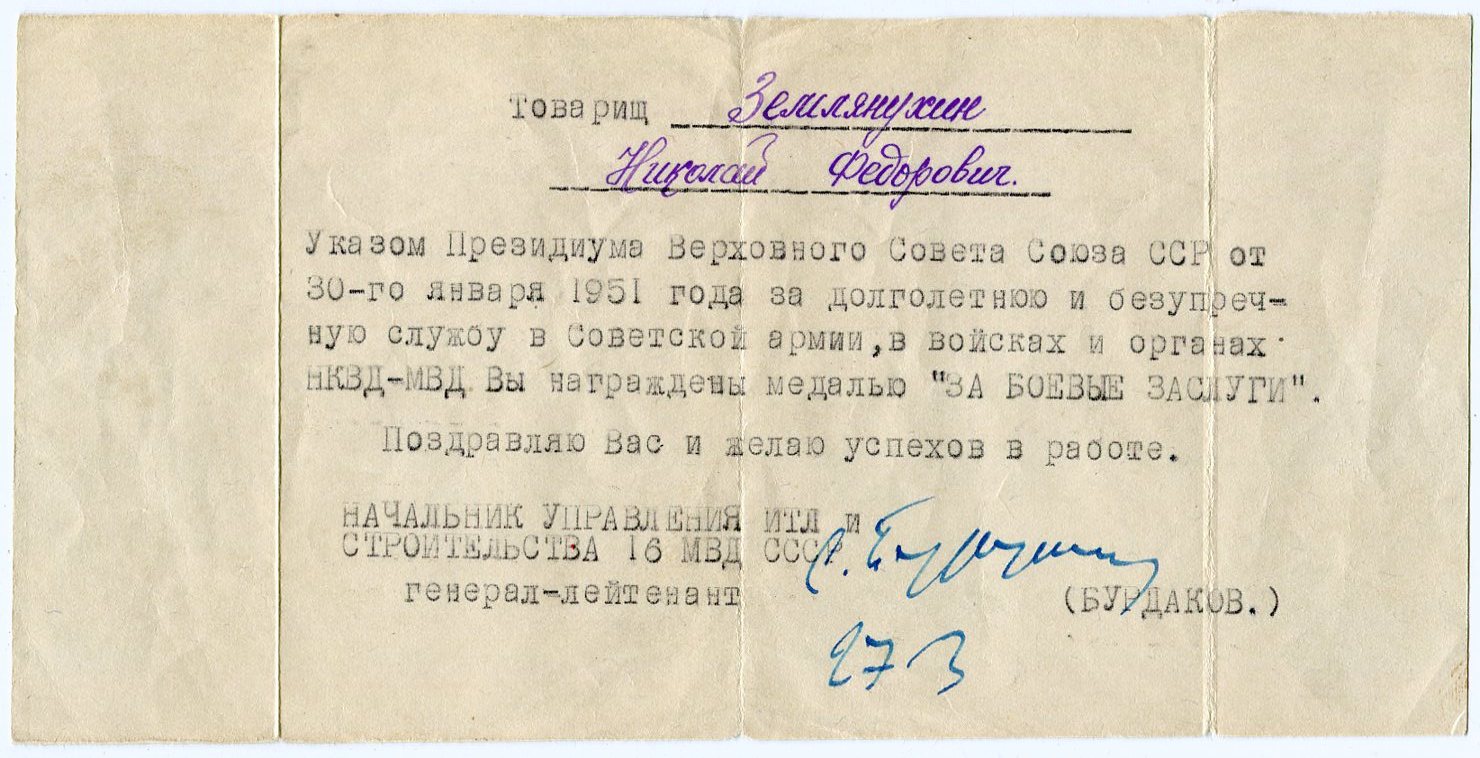 Товарищ Землянухин
Николай Федорович.
Указом Президиума Верховного Совета Союза ССР от
30-го января 1951 года за долголетнюю и безупреч-
ную службу в Советской армии, в войсках и органах
НКВД-МВД Вы награждены медалью "ЗА БОЕВЫЕ ЗАСЛУГИ".
Поздравляю Вас и желаю успехов в работе.
НАЧАЛЬНИК УПРАВЛЕНИЯ ИТЛ и
СТРОИТЕЛЬСТВА 16 МВД СССР
генерал-лейтенант (БУРДАКОВ.)
27 3